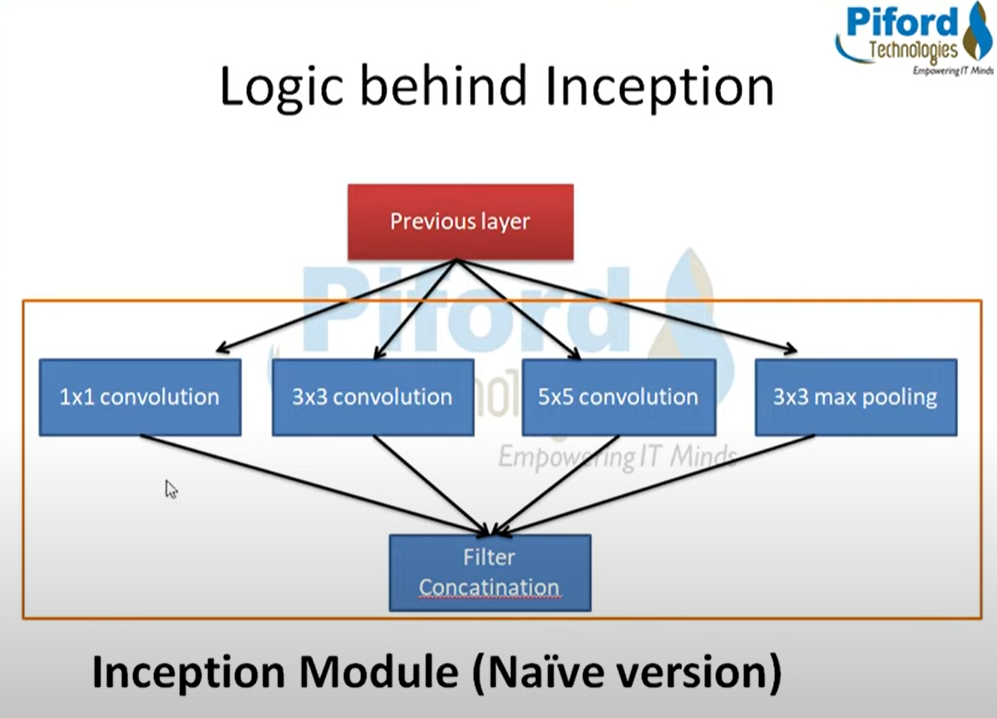 Piford
Technologies
Empowering IT Minds
Logic behind Inception
Previous layer
Piford
Empowering IT Minds
1x1 convolution
3x3 convolution
5x5 convolution
3x3 max pooling
Filter
Concatination
Inception Module (Naïve version)